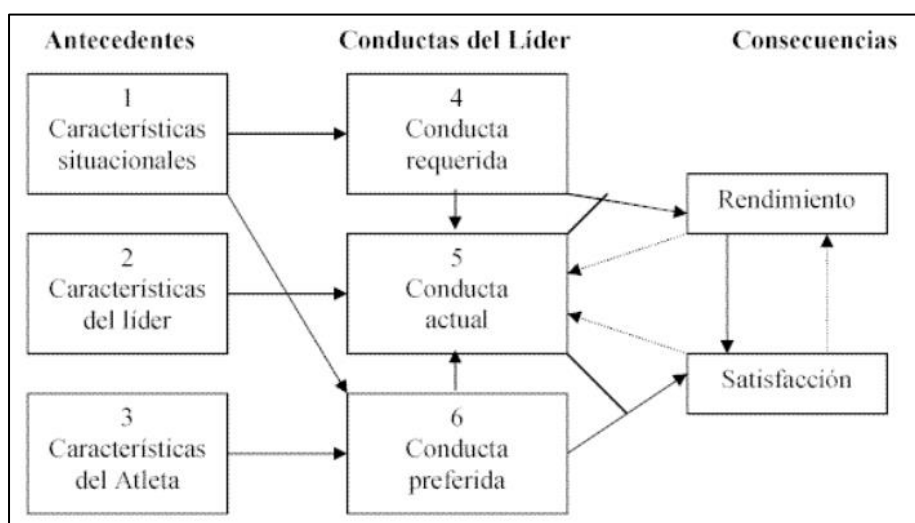 Antecedentes
Conductas del Líder
Consecuencias
1
Características
situacionales
4
Conducta
requerida
Rendimiento
2
Características
del líder
5
Conducta
actual
Satisfacción
3
Características
del Atleta
6
Conducta
preferida